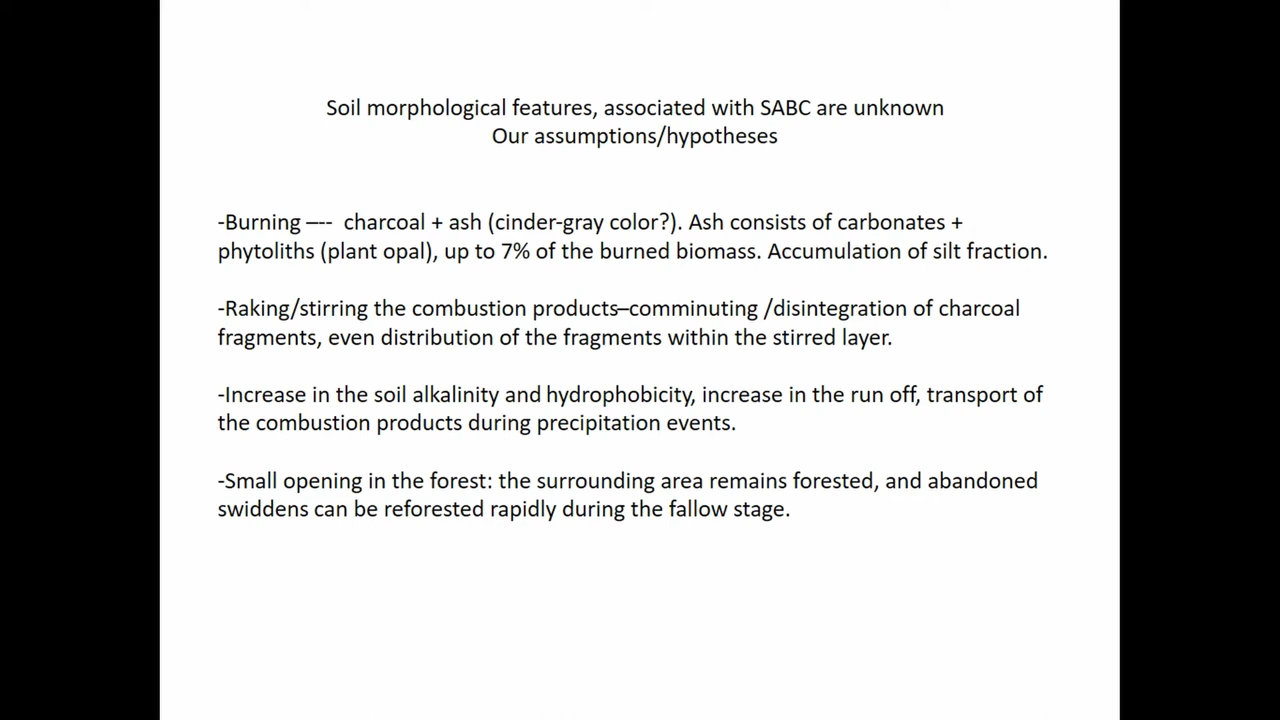 Soil morphological features, associated with SABC are unknown
Our assumptions/hypotheses
-Burning –-- charcoal + ash (cinder-gray color?). Ash consists of carbonates +
phytoliths (plant opal), up to 7% of the burned biomass. Accumulation of silt fraction.
-Raking/stirring the combustion products–comminuting /disintegration of charcoal
fragments, even distribution of the fragments within the stirred layer.
-Increase in the soil alkalinity and hydrophobicity, increase in the run off, transport of
the combustion products during precipitation events.
-Small opening in the forest: the surrounding area remains forested, and abandoned
swiddens can be reforested rapidly during the fallow stage.